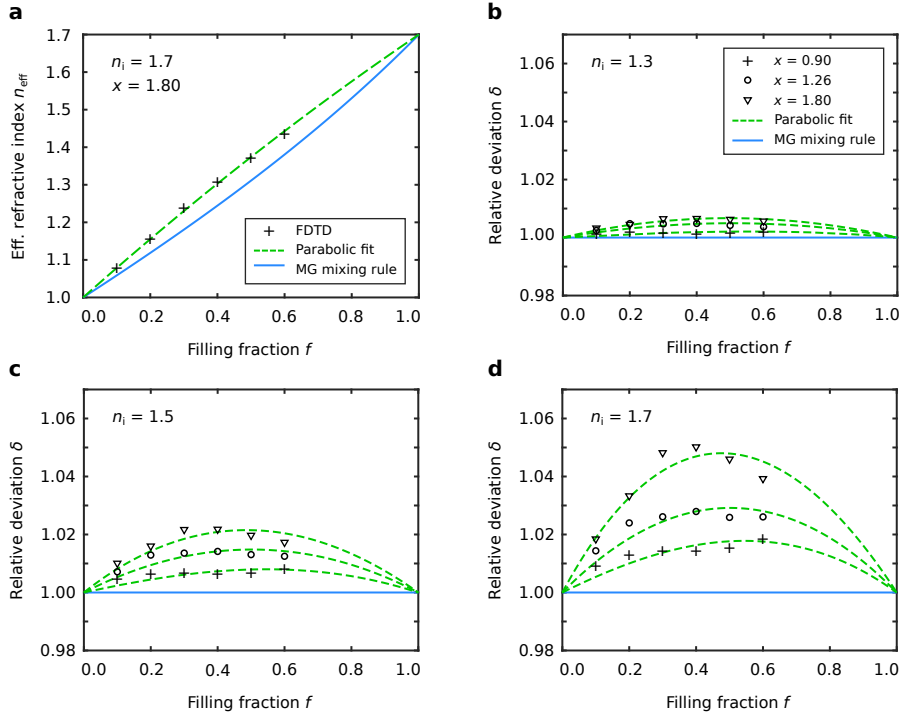 a
Eff. refractive index neff
1.7
1.6
1.5
1.4
1.3
1.2
1.1
1.0
ni = 1.7
x = 1.80
FDTD
Parabolic fit
MG mixing rule
0.0 0.2 0.4 0.6 0.8 1.0
Filling fraction f
b
Relative deviation δ
1.06
1.04
1.02
1.00
0.98
ni = 1.3
x = 0.90
x = 1.26
x = 1.80
Parabolic fit
MG mixing rule
0.0 0.2 0.4 0.6 0.8 1.0
Filling fraction f
c
Relative deviation δ
1.06
1.04
1.02
1.00
0.98
ni = 1.5
0.0 0.2 0.4 0.6 0.8 1.0
Filling fraction f
d
Relative deviation δ
1.06
1.04
1.02
1.00
0.98
ni = 1.7
0.0 0.2 0.4 0.6 0.8 1.0
Filling fraction f